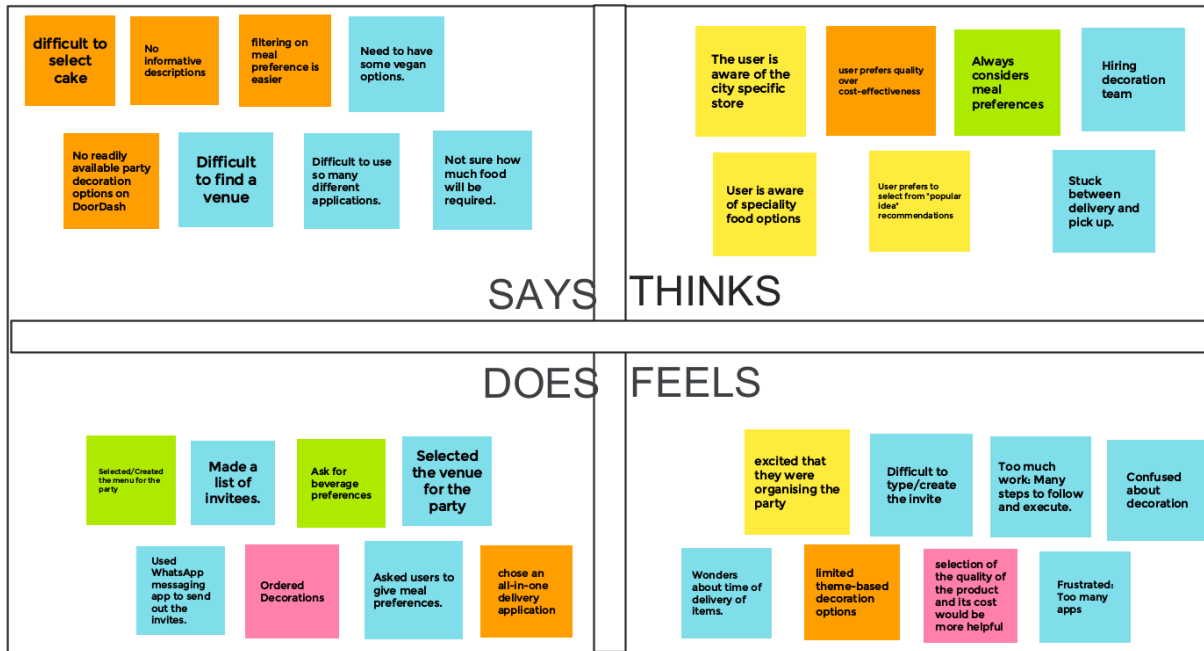 difficult to
select
cake
No
informative
descriptions
filtering on
meal
preference is
easier
Need to have
some vegan
options.
No readily
available party
decoration
options on
DoorDash
Difficult
to find a
venue
Difficult to use
so many
different
applications.
Not sure how
much food
will be
required.
SAYS
The user is
aware of the
city specific
store
user prefers quality
over
cost-effectiveness
Always
considers
meal
preferences
Hiring
decoration
team
User is aware
of speciality
food options
User prefers to
select from "popular
idea"
recommendations
Stuck
between
delivery and
pick up.
THINKS
DOES
Selected/Created
the menu for the
party
Made a
list of
invitees.
Ask for
beverage
preferences
Selected
the venue
for the
party
Used
WhatsApp
messaging
app to send
out the
invites.
Ordered
Decorations
Asked users to
give meal
preferences.
chose an
all-in-one
delivery
application
FEELS
excited that
they were
organising the
party
Difficult to
type/create
the invite
Too much
work: Many
steps to follow
and execute.
Confused
about
decoration
Wonders
about time of
delivery of
items.
limited
theme-based
decoration
options
selection of
the quality of
the product
and its cost
would be
more helpful
Frustrated:
Too many
apps